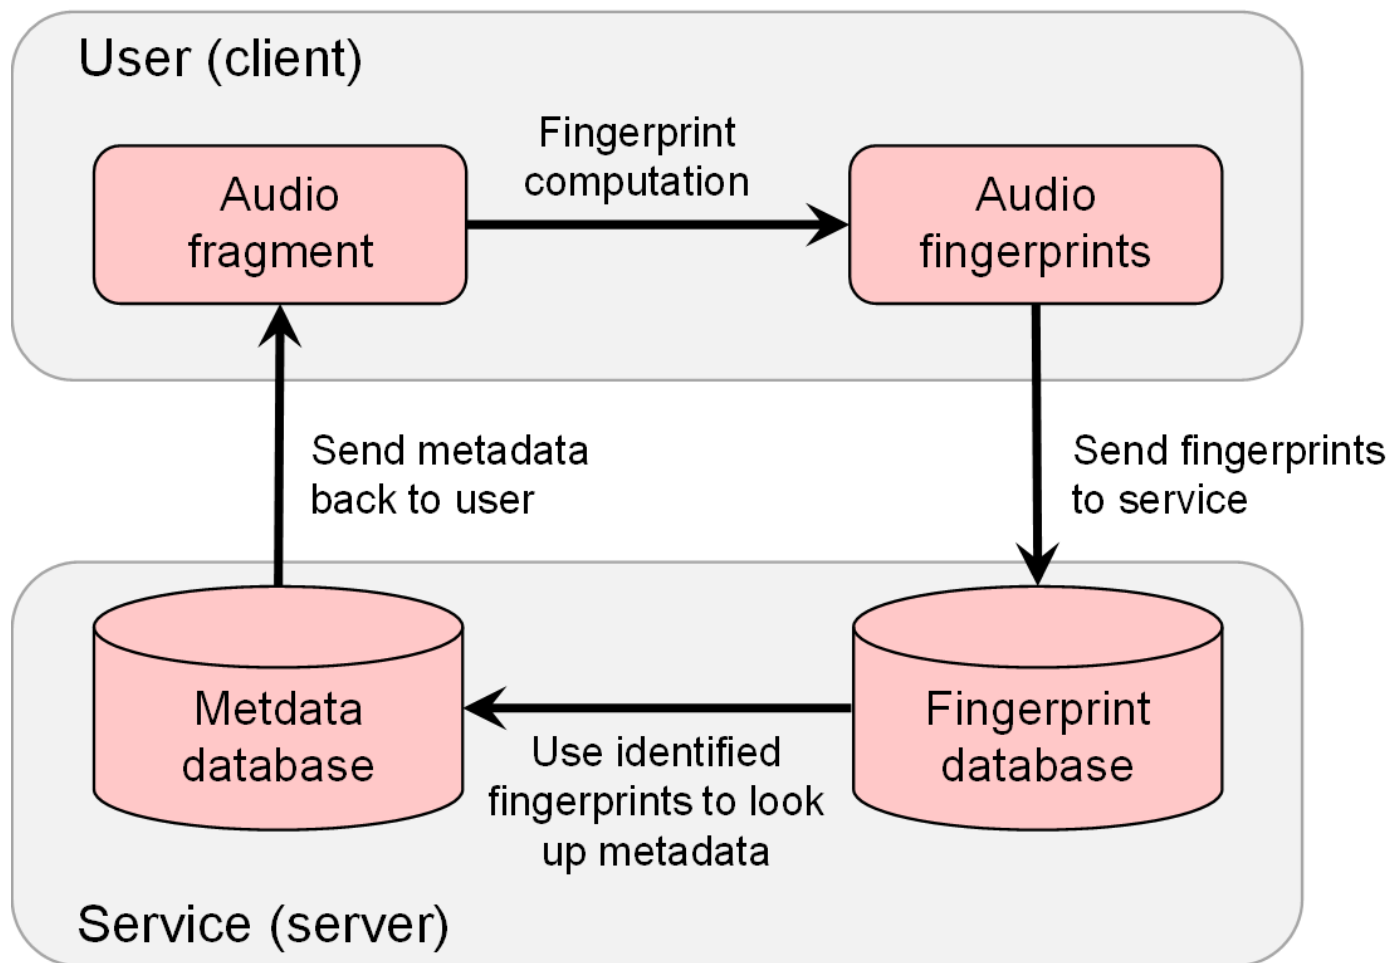 User (client)
Fingerprint
computation
Audio
fragment
Audio
fingerprints
Send metadata
back to user
Send fingerprints
to service
Metdata
database
Use identified
fingerprints to look
up metadata
Fingerprint
database
Service (server)